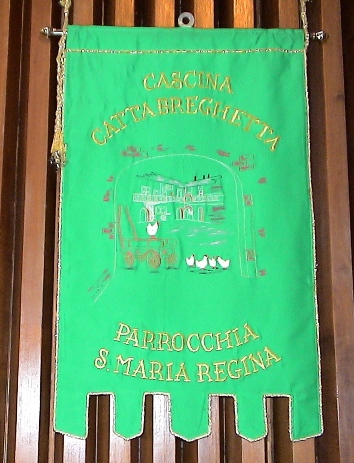 CASCINA
CATTABREGHETTA
PARROCCHIA
S. MARIA REGINA